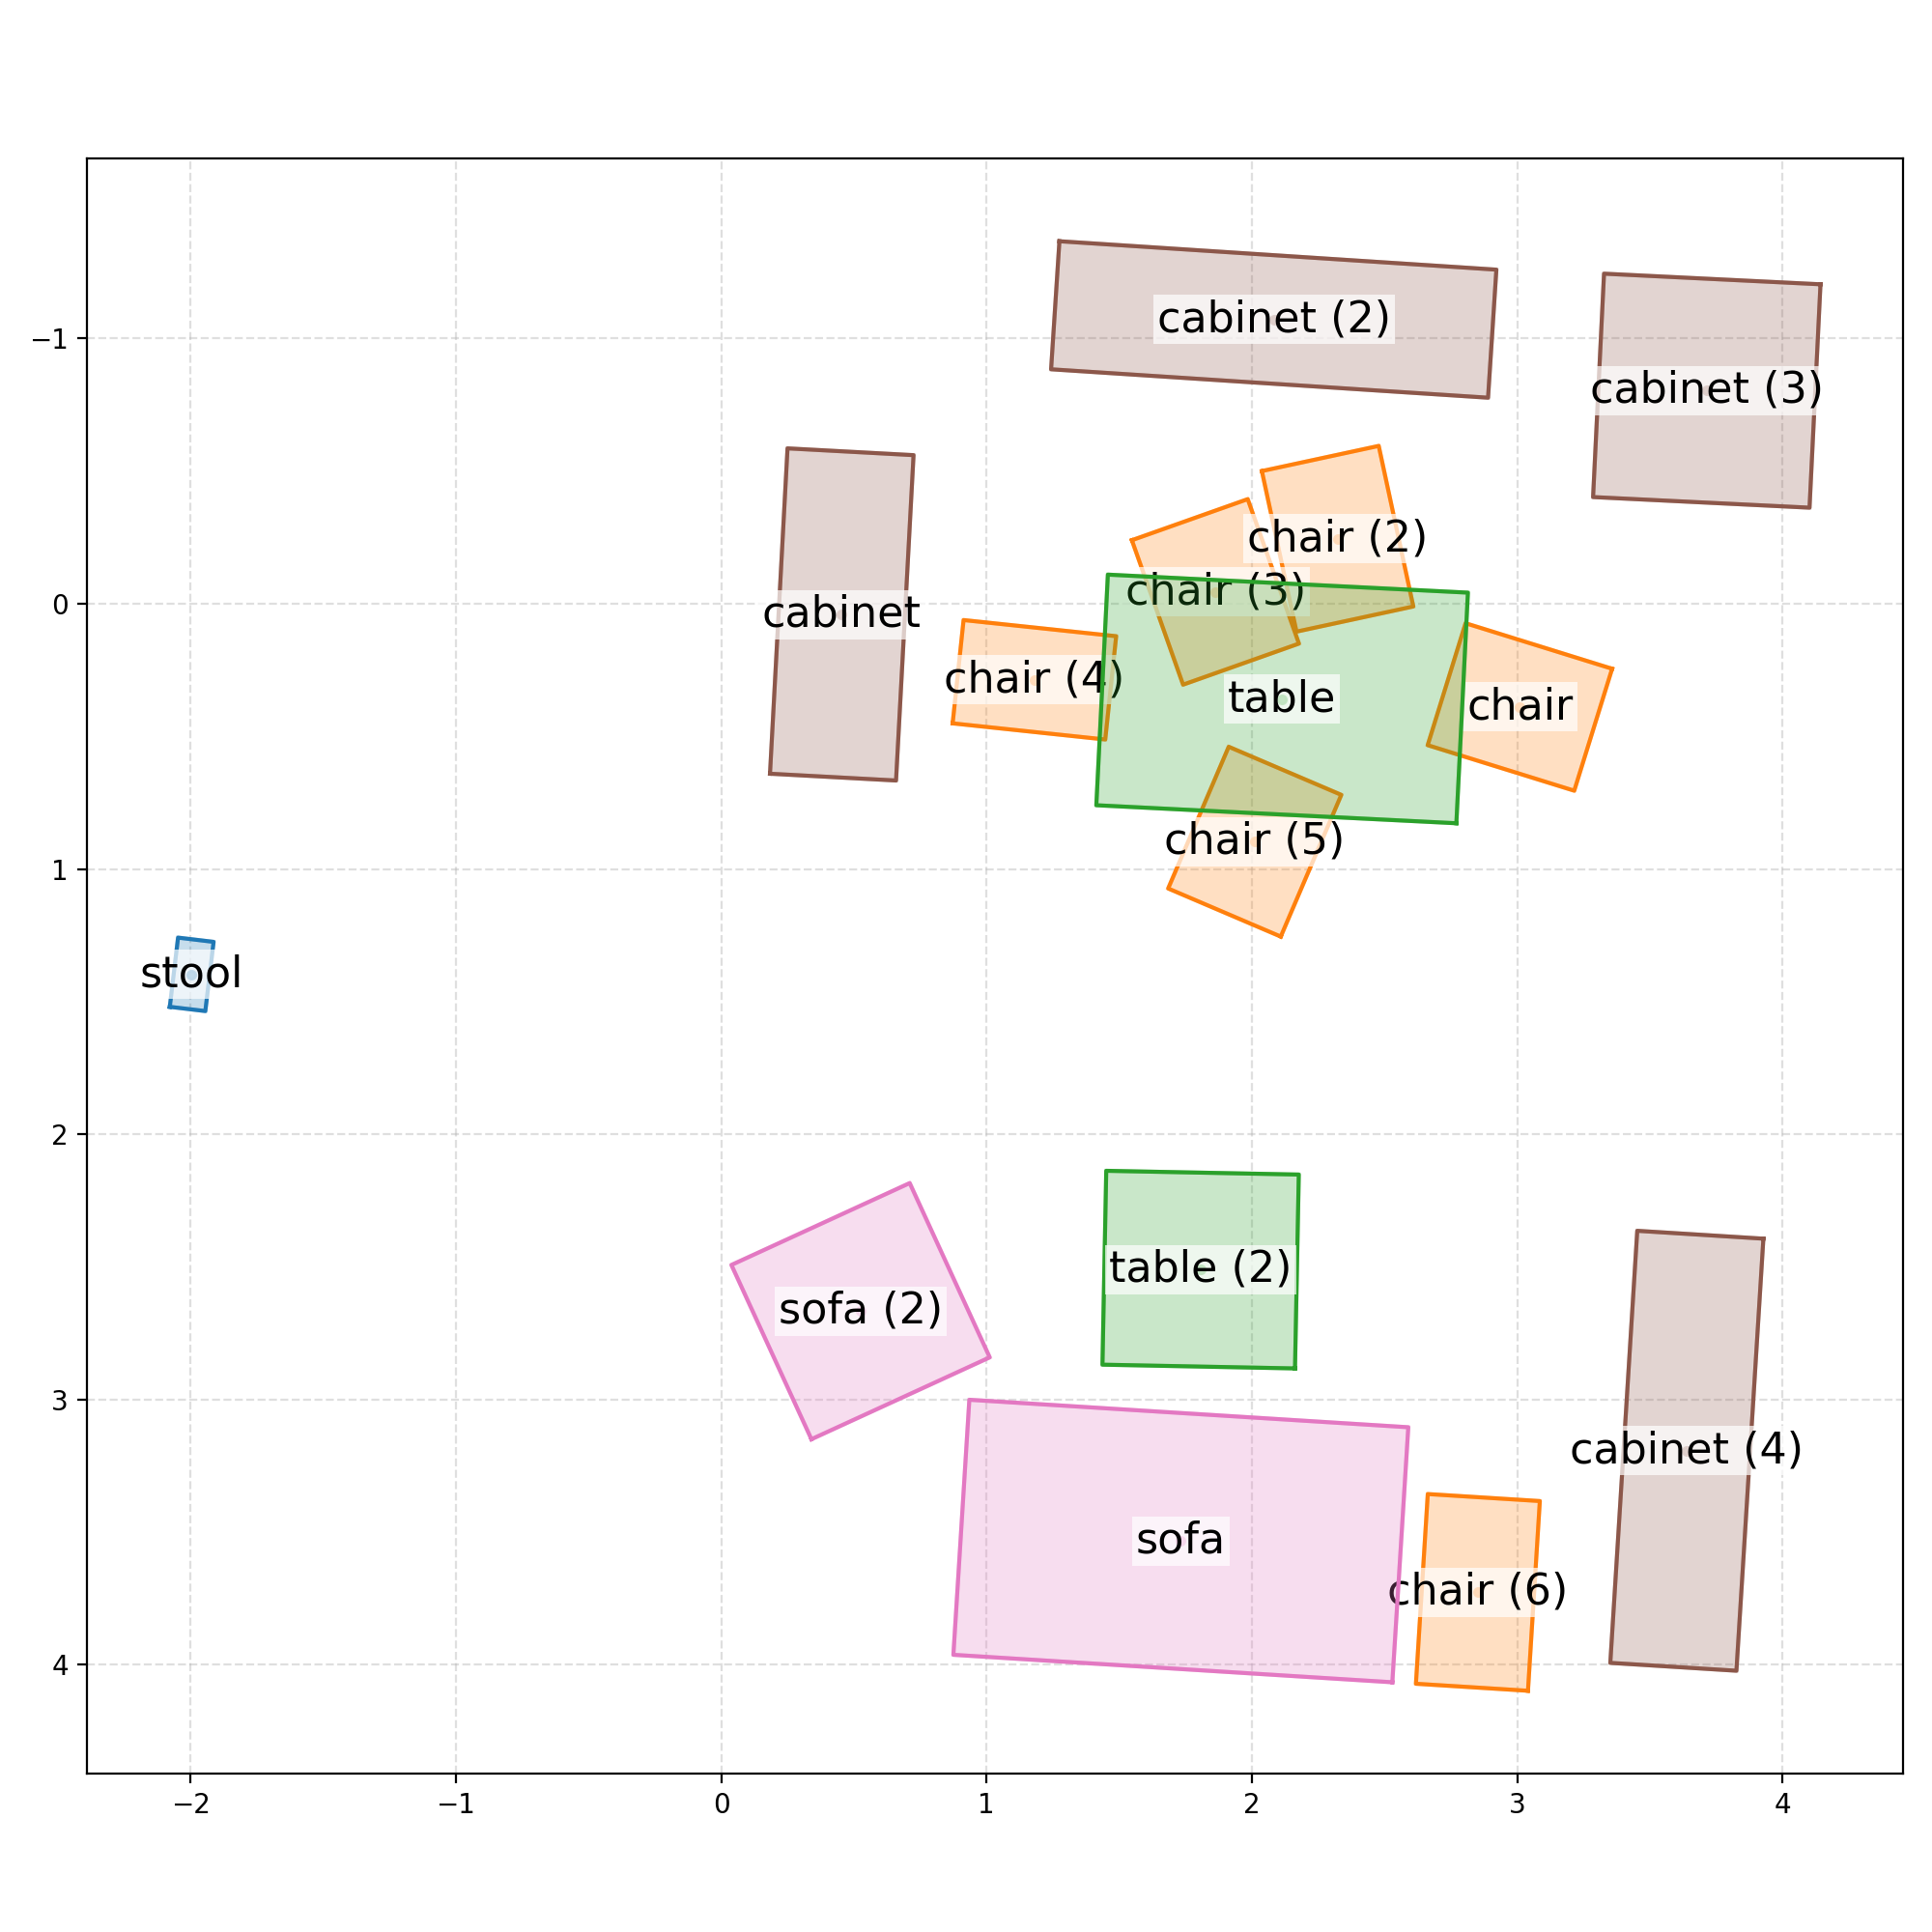 cabinet (2)
cabinet (3)
chair (2)
chair (3)
cabinet
chair (4)
table
chair
chair (5)
stool
table (2)
sofa (2)
cabinet (4)
sofa
chair (6)
−1
0
1
2
3
4
−2
−1
0
1
2
3
4